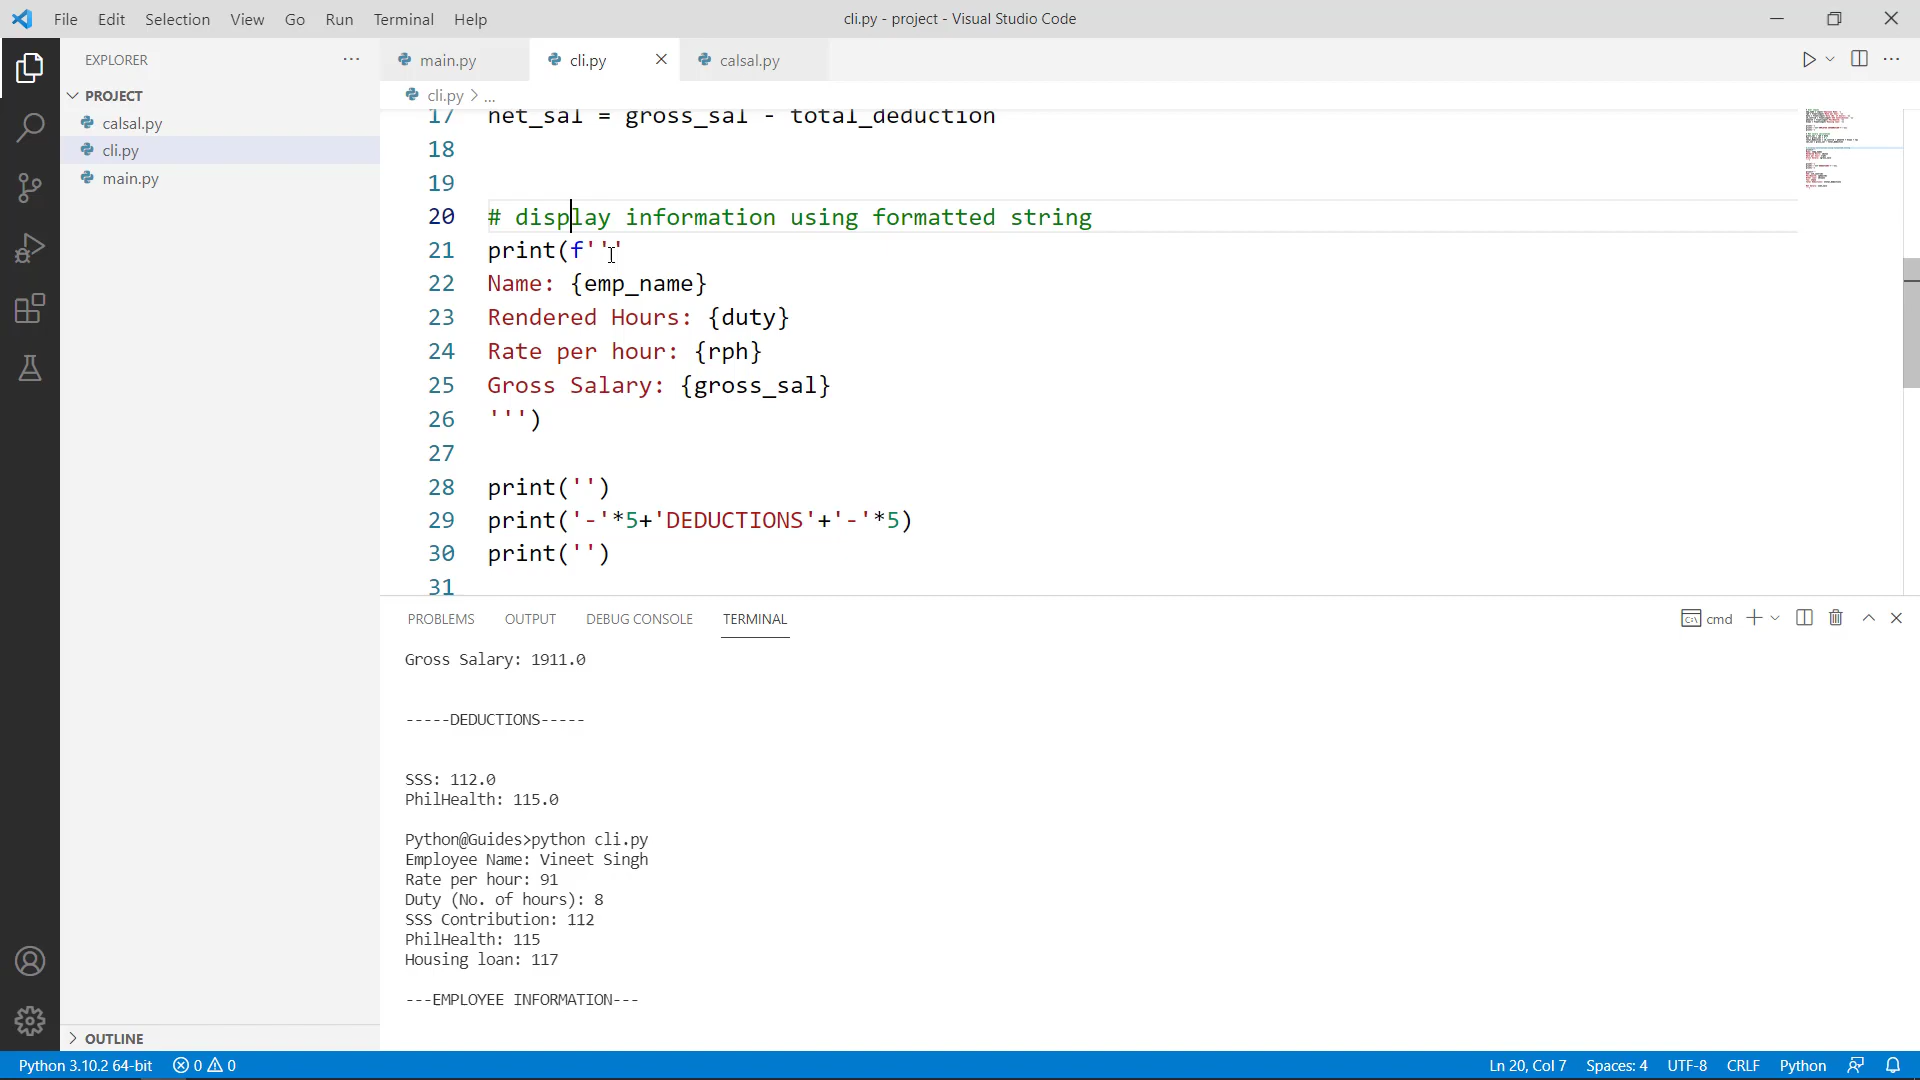 File Edit Selection View Go Run Terminal Help
cli.py - project - Visual Studio Code
EXPLORER
PROJECT
calsal.py
cli.py
main.py
OUTLINE
main.py
cli.py
calsal.py
cli.py > ...
17 net_sal = gross_sal - total_deduction
18
19
20 # display information using formatted string
21 print(f'''
22 Name: {emp_name}
23 Rendered Hours: {duty}
24 Rate per hour: {rph}
25 Gross Salary: {gross_sal}
26 ''')
27
28 print('')
29 print('-'*5+'DEDUCTIONS'+'-'*5)
30 print('')
31
PROBLEMS OUTPUT DEBUG CONSOLE TERMINAL
cmd
Gross Salary: 1911.0
-----DEDUCTIONS-----
SSS: 112.0
PhilHealth: 115.0
Python@Guides>python cli.py
Employee Name: Vineet Singh
Rate per hour: 91
Duty (No. of hours): 8
SSS Contribution: 112
PhilHealth: 115
Housing loan: 117
---EMPLOYEE INFORMATION---
Python 3.10.2 64-bit 0 0
Ln 20, Col 7 Spaces: 4 UTF-8 CRLF Python